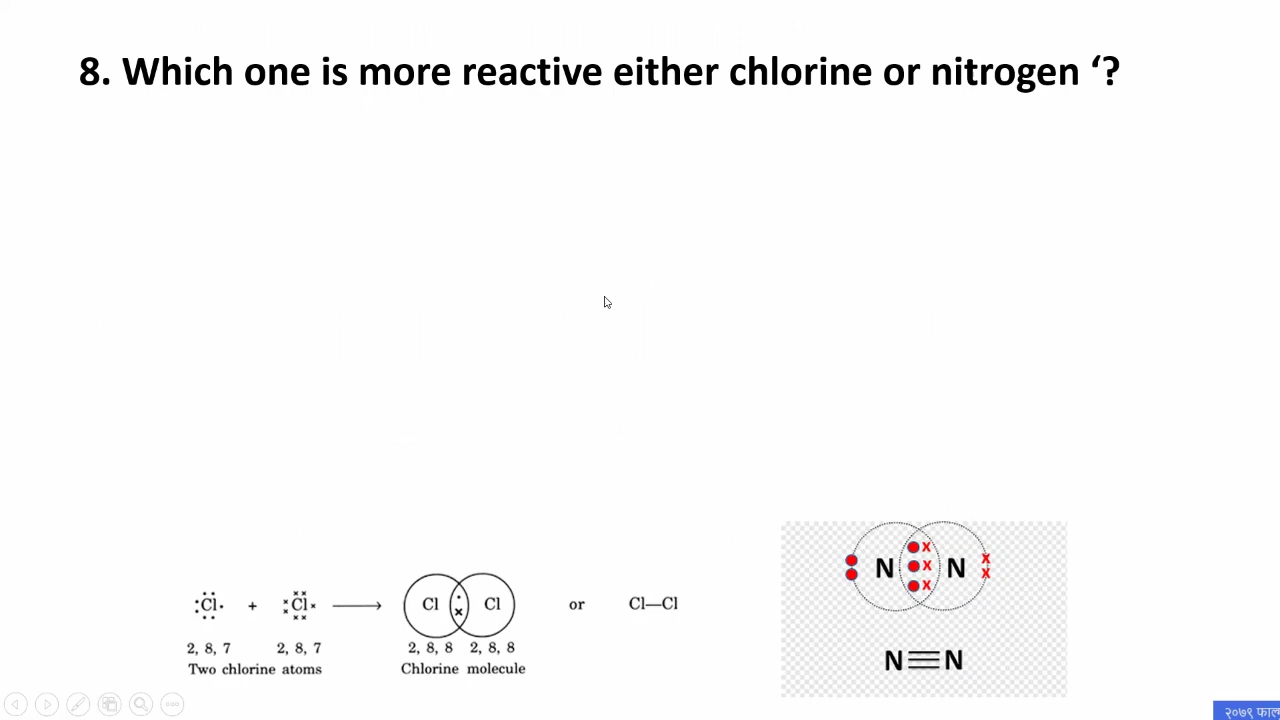 8. Which one is more reactive either chlorine or nitrogen ‘?
:Cl· + Cl Cl Cl or Cl—Cl
2, 8, 7 2, 8, 7 2, 8, 8 2, 8, 8
Two chlorine atoms Chlorine molecule
N x x x N x x
N≡N
२०७९